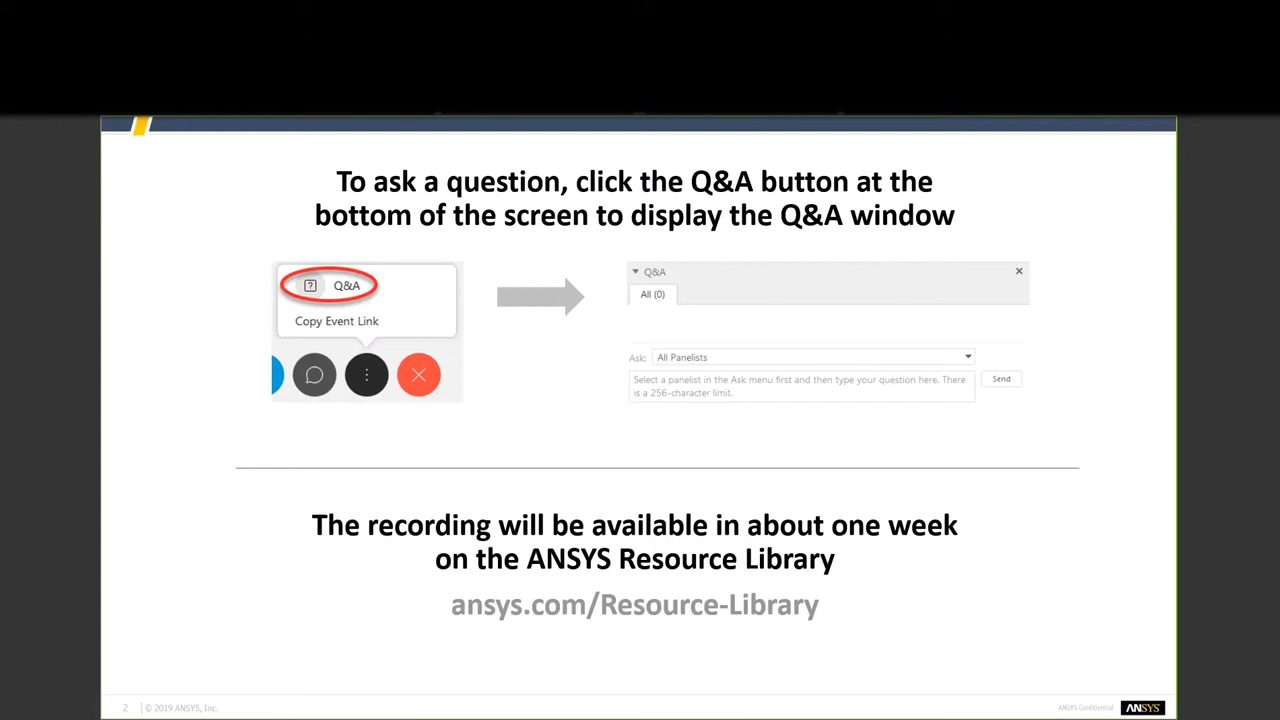 To ask a question, click the Q&A button at the
bottom of the screen to display the Q&A window
Q&A
Copy Event Link
Q&A
All (0)
Ask: All Panelists
Select a panelist in the Ask menu first and then type your question here. There
is a 256-character limit.
Send
The recording will be available in about one week
on the ANSYS Resource Library
ansys.com/Resource-Library
2 © 2019 ANSYS, Inc.
ANSYS Confidential
ANSYS